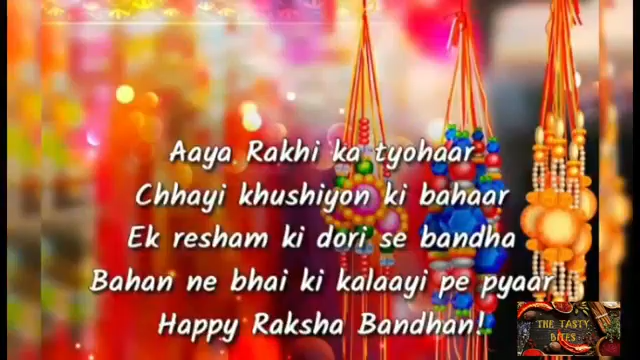 Aaya Rakhi ka tyohaar
Chhayi khushiyon ki bahaar
Ek resham ki dori se bandha
Bahan ne bhai ki kalaayi pe pyaar
Happy Raksha Bandhan!
THE TASTY
BITES